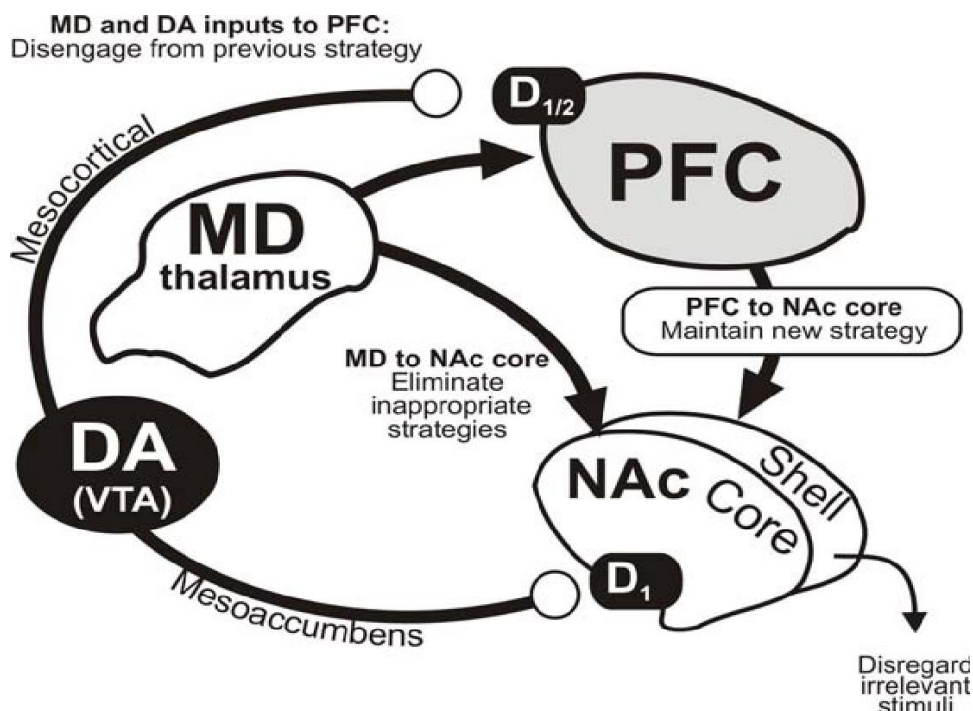 MD and DA inputs to PFC:
Disengage from previous strategy
D1/2
PFC
Mesocortical
MD
thalamus
PFC to NAc core
Maintain new strategy
MD to NAc core
Eliminate
inappropriate
strategies
DA
(VTA)
NAc Core
Shell
D1
Mesoaccumbens
Disregard
irrelevant
stimuli